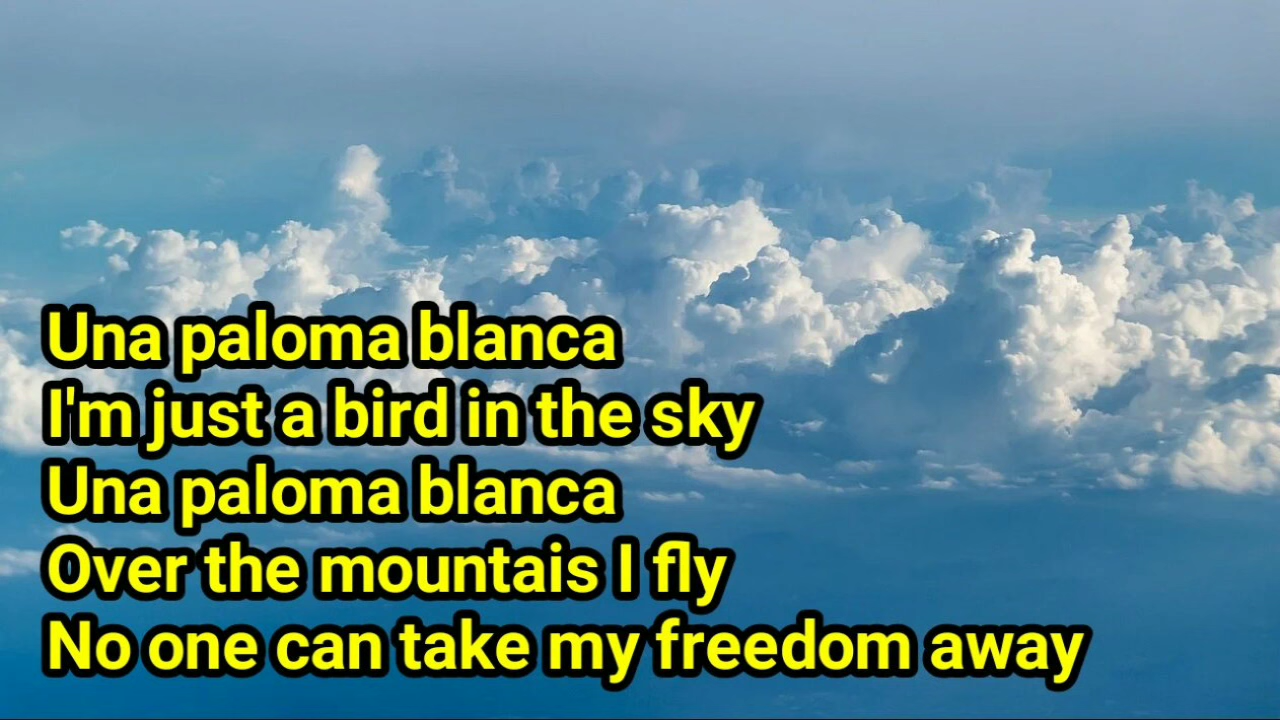 Una paloma blanca
I'm just a bird in the sky
Una paloma blanca
Over the mountais I fly
No one can take my freedom away